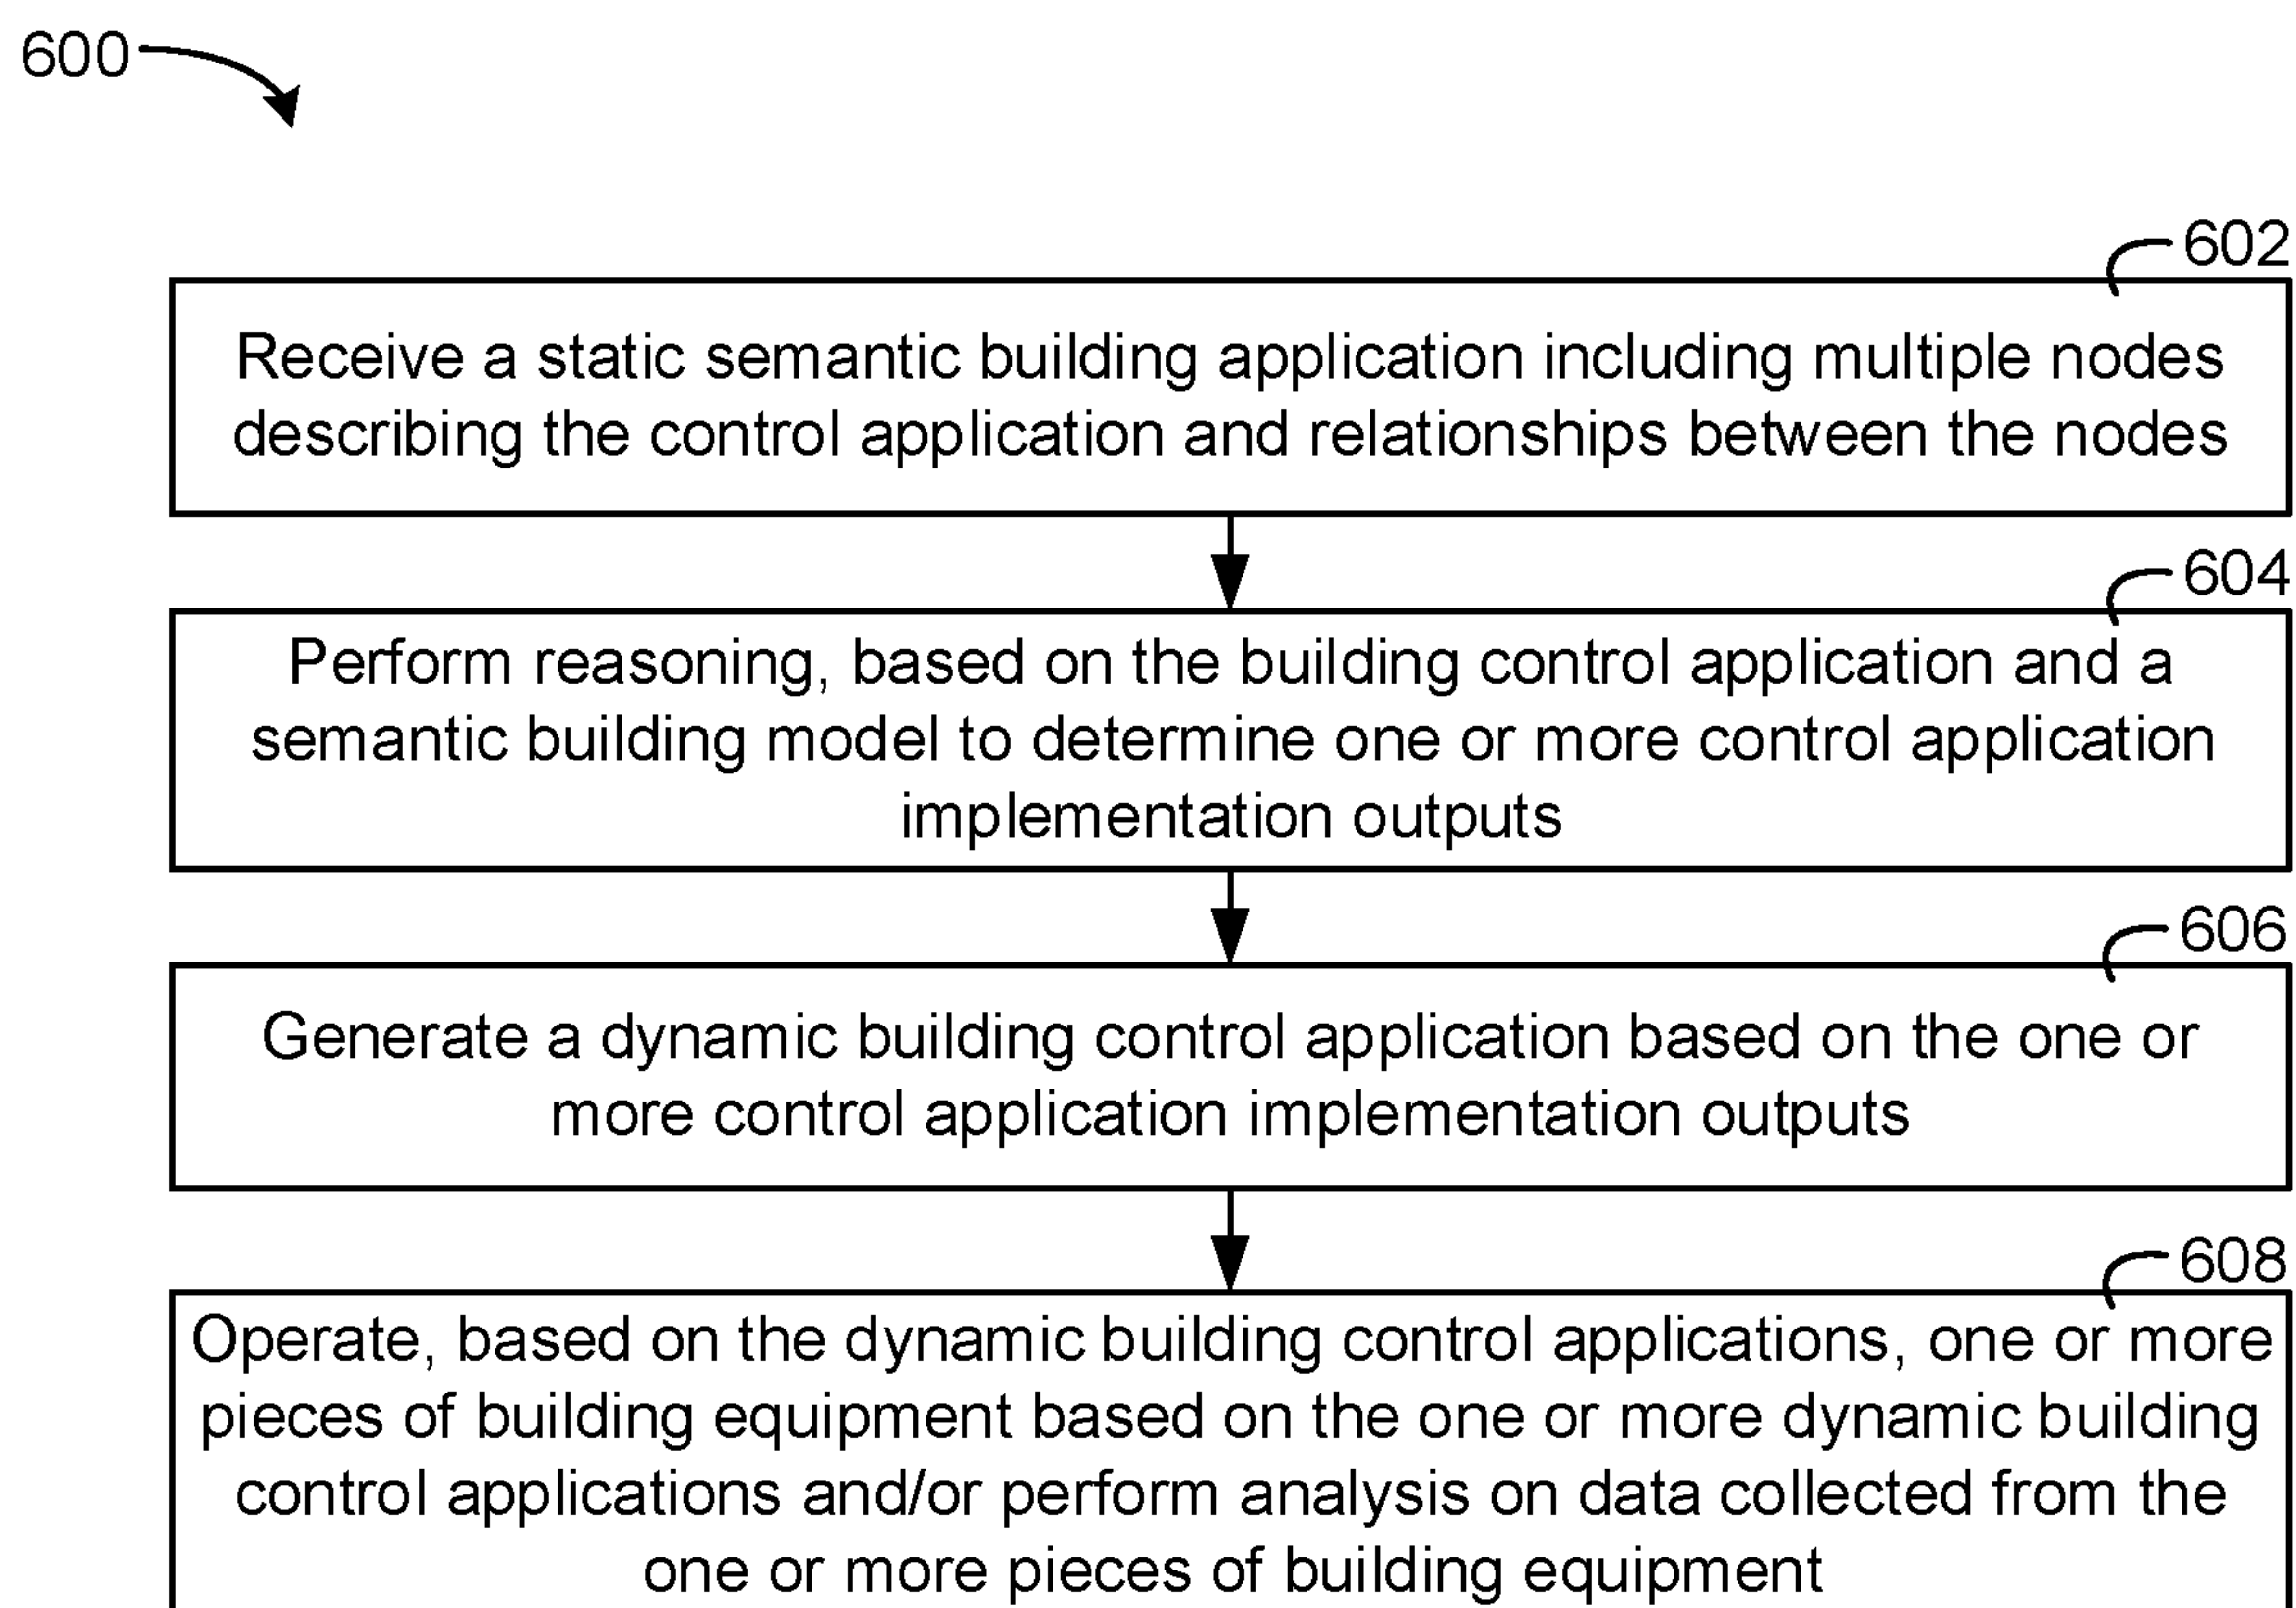 600
602
Receive a static semantic building application including multiple nodes
describing the control application and relationships between the nodes
604
Perform reasoning, based on the building control application and a
semantic building model to determine one or more control application
implementation outputs
606
Generate a dynamic building control application based on the one or
more control application implementation outputs
608
Operate, based on the dynamic building control applications, one or more
pieces of building equipment based on the one or more dynamic building
control applications and/or perform analysis on data collected from the
one or more pieces of building equipment